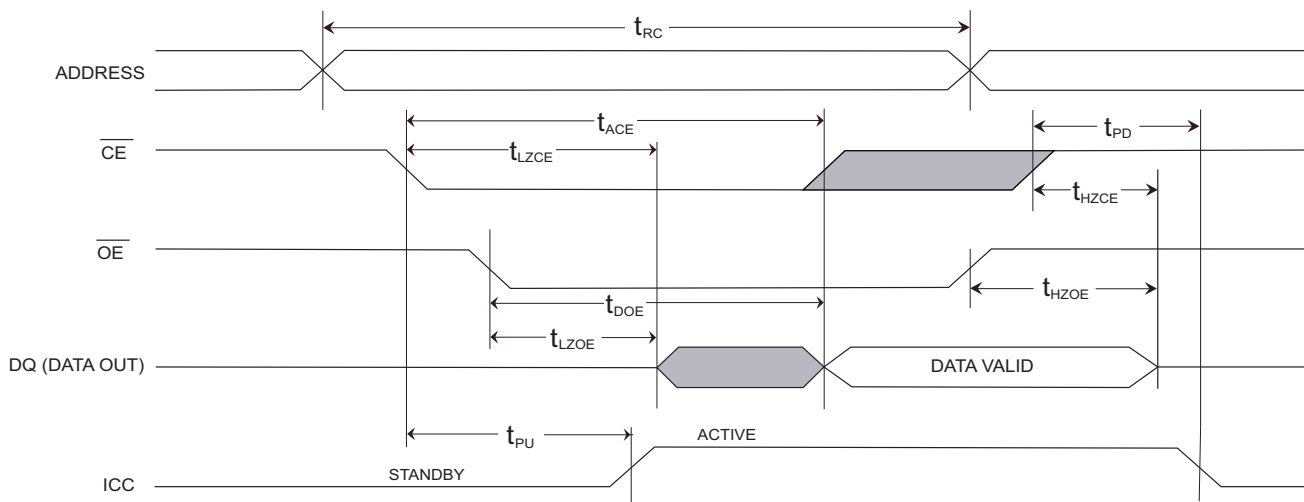 tRC
ADDRESS
tACE
tPD
CE
tLZCE
tHZCE
OE
tHZOE
tDOE
tLZOE
DQ (DATA OUT)
DATA VALID
tPU
ACTIVE
STANDBY
ICC